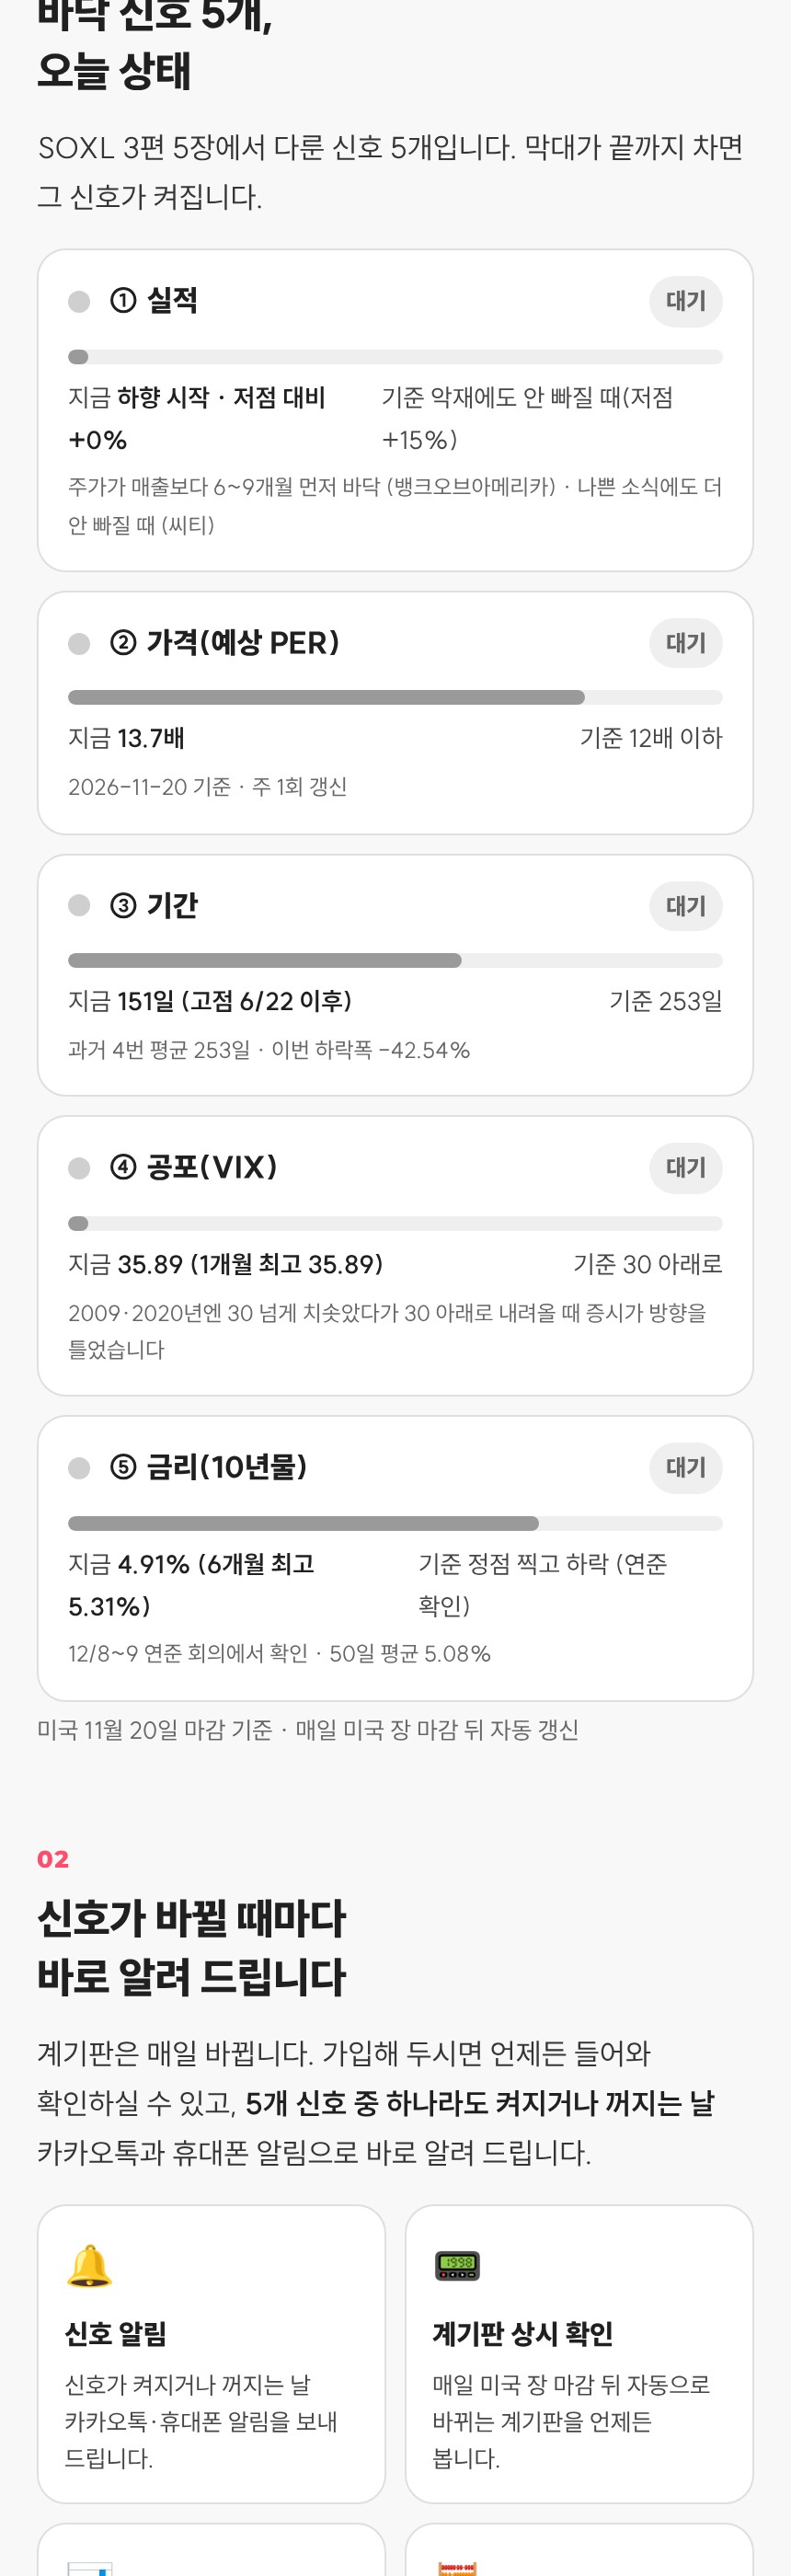 바닥 신호 5개,
오늘 상태
SOXL 3편 5장에서 다룬 신호 5개입니다. 막대가 끝까지 차면
그 신호가 켜집니다.
① 실적
대기
지금 하향 시작 · 저점 대비
+0%
기준 악재에도 안 빠질 때(저점
+15%)
주가가 매출보다 6~9개월 먼저 바닥 (뱅크오브아메리카) · 나쁜 소식에도 더
안 빠질 때 (씨티)
② 가격(예상 PER)
대기
지금 13.7배
기준 12배 이하
2026-11-20 기준 · 주 1회 갱신
③ 기간
대기
지금 151일 (고점 6/22 이후)
기준 253일
과거 4번 평균 253일 · 이번 하락폭 -42.54%
④ 공포(VIX)
대기
지금 35.89 (1개월 최고 35.89)
기준 30 아래로
2009·2020년엔 30 넘게 치솟았다가 30 아래로 내려올 때 증시가 방향을
틀었습니다
⑤ 금리(10년물)
대기
지금 4.91% (6개월 최고
5.31%)
기준 정점 찍고 하락 (연준
확인)
12/8~9 연준 회의에서 확인 · 50일 평균 5.08%
미국 11월 20일 마감 기준 · 매일 미국 장 마감 뒤 자동 갱신
02
신호가 바뀔 때마다
바로 알려 드립니다
계기판은 매일 바뀝니다. 가입해 두시면 언제든 들어와
확인하실 수 있고, 5개 신호 중 하나라도 켜지거나 꺼지는 날
카카오톡과 휴대폰 알림으로 바로 알려 드립니다.
신호 알림
신호가 켜지거나 꺼지는 날
카카오톡·휴대폰 알림을 보내
드립니다.
계기판 상시 확인
매일 미국 장 마감 뒤 자동으로
바뀌는 계기판을 언제든
봅니다.